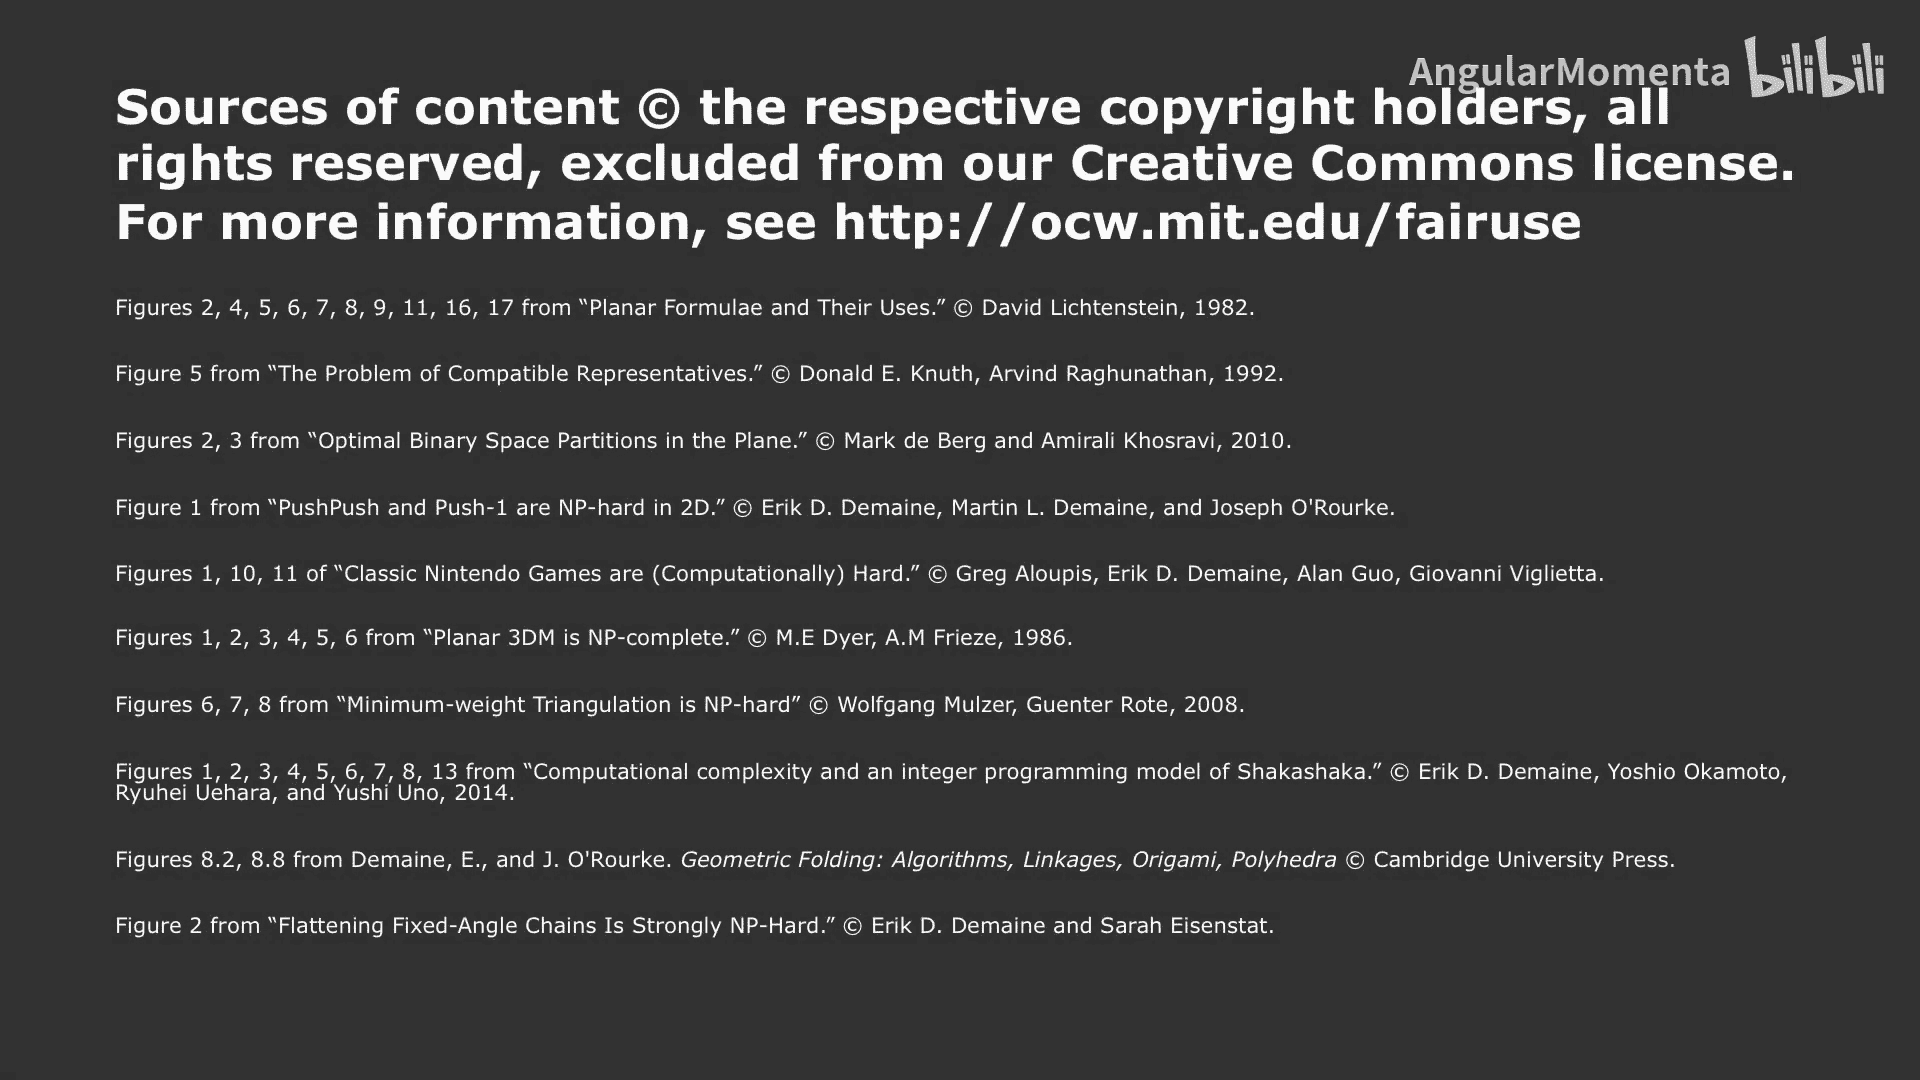 AngularMomenta bilibili
Sources of content © the respective copyright holders, all
rights reserved, excluded from our Creative Commons license.
For more information, see http://ocw.mit.edu/fairuse
Figures 2, 4, 5, 6, 7, 8, 9, 11, 16, 17 from “Planar Formulae and Their Uses.” © David Lichtenstein, 1982.
Figure 5 from “The Problem of Compatible Representatives.” © Donald E. Knuth, Arvind Raghunathan, 1992.
Figures 2, 3 from “Optimal Binary Space Partitions in the Plane.” © Mark de Berg and Amirali Khosravi, 2010.
Figure 1 from “PushPush and Push-1 are NP-hard in 2D.” © Erik D. Demaine, Martin L. Demaine, and Joseph O'Rourke.
Figures 1, 10, 11 of “Classic Nintendo Games are (Computationally) Hard.” © Greg Aloupis, Erik D. Demaine, Alan Guo, Giovanni Viglietta.
Figures 1, 2, 3, 4, 5, 6 from “Planar 3DM is NP-complete.” © M.E Dyer, A.M Frieze, 1986.
Figures 6, 7, 8 from “Minimum-weight Triangulation is NP-hard” © Wolfgang Mulzer, Guenter Rote, 2008.
Figures 1, 2, 3, 4, 5, 6, 7, 8, 13 from “Computational complexity and an integer programming model of Shakashaka.” © Erik D. Demaine, Yoshio Okamoto,
Ryuhei Uehara, and Yushi Uno, 2014.
Figures 8.2, 8.8 from Demaine, E., and J. O'Rourke. Geometric Folding: Algorithms, Linkages, Origami, Polyhedra © Cambridge University Press.
Figure 2 from “Flattening Fixed-Angle Chains Is Strongly NP-Hard.” © Erik D. Demaine and Sarah Eisenstat.